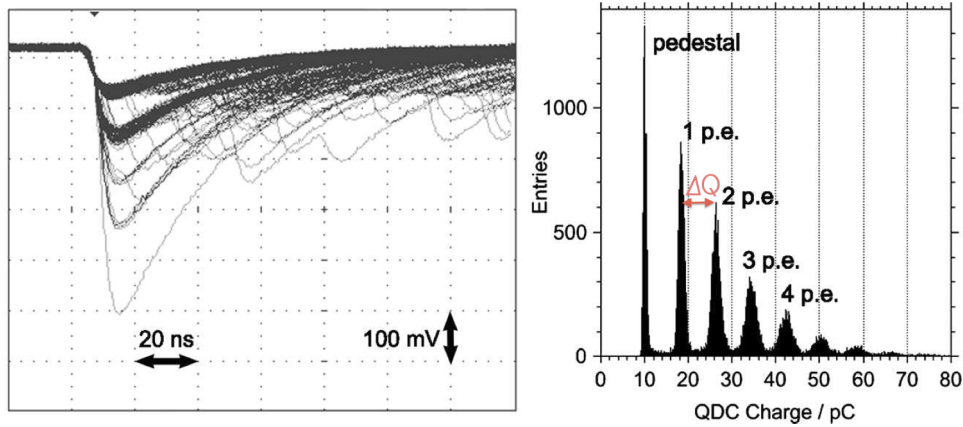 20 ns
100 mV
pedestal
1 p.e.
ΔQ
2 p.e.
3 p.e.
4 p.e.
Entries
1000
500
0
0 10 20 30 40 50 60 70 80
QDC Charge / pC